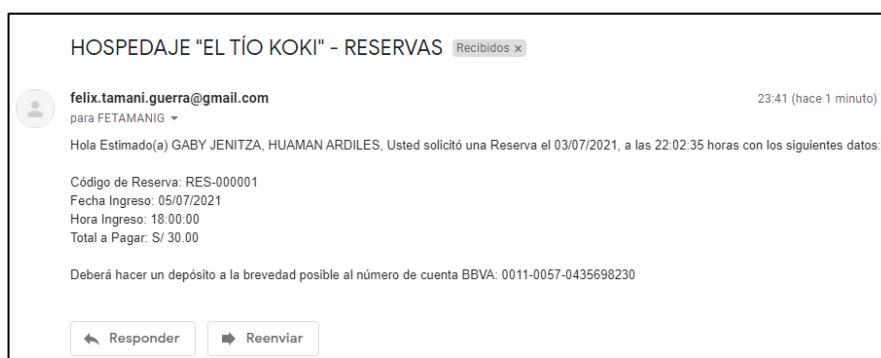 HOSPEDAJE "EL TÍO KOKI" - RESERVAS Recibidos x
felix.tamani.guerra@gmail.com 23:41 (hace 1 minuto)
para FETAMANIG
Hola Estimado(a) GABY JENITZA, HUAMAN ARDILES, Usted solicitó una Reserva el 03/07/2021, a las 22:02:35 horas con los siguientes datos:
Código de Reserva: RES-000001
Fecha Ingreso: 05/07/2021
Hora Ingreso: 18:00:00
Total a Pagar: S/ 30.00
Deberá hacer un depósito a la brevedad posible al número de cuenta BBVA: 0011-0057-0435698230
Responder Reenviar